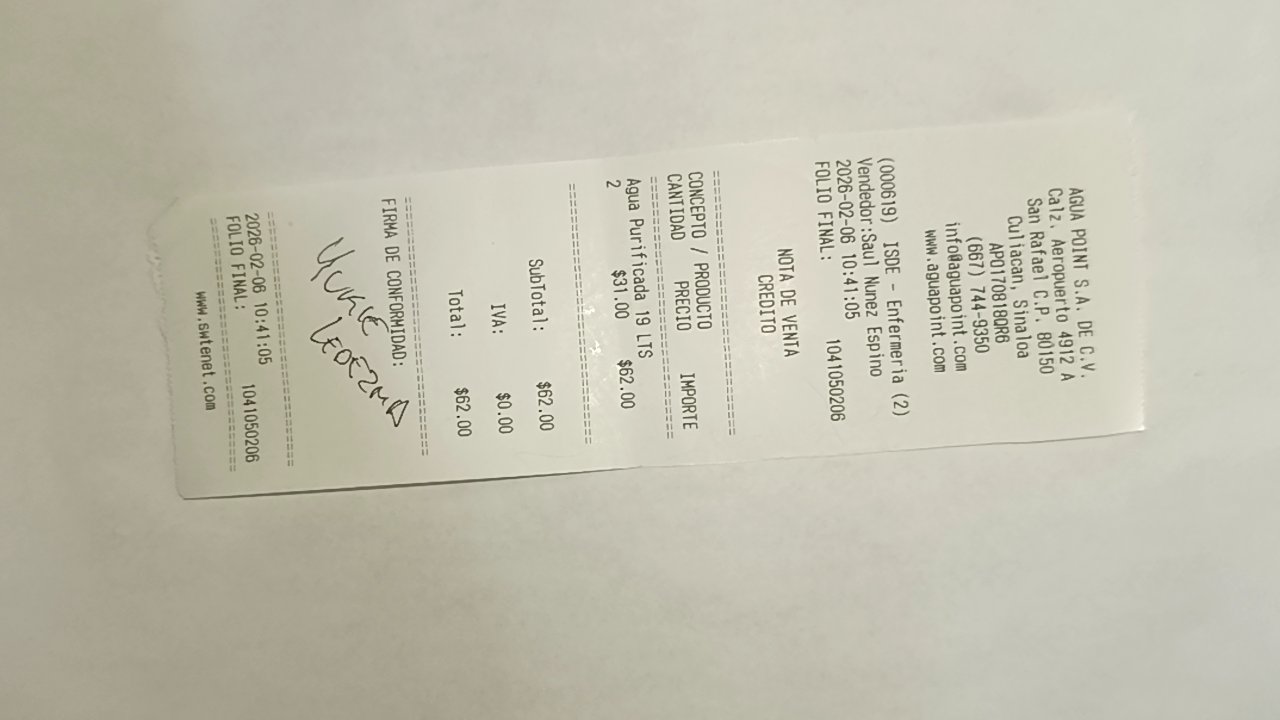 AGUA POINT S.A. DE C.V.
Calz. Aeropuerto 4912 A
San Rafael C.P. 80150
Culiacan, Sinaloa
APO170818QR6
(667) 744-9350
info@aguapoint.com
www.aguapoint.com
(000619) ISDE - Enfermeria (2)
Vendedor:Saul Nunez Espino
2026-02-06 10:41:05
FOLIO FINAL: 1041050206
NOTA DE VENTA
CREDITO
CONCEPTO / PRODUCTO
CANTIDAD PRECIO IMPORTE
Agua Purificada 19 LTS
2 $31.00 $62.00
SubTotal: $62.00
IVA: $0.00
Total: $62.00
FIRMA DE CONFORMIDAD:
LEDEZMA
2026-02-06 10:41:05
FOLIO FINAL: 1041050206
www.swtenet.com